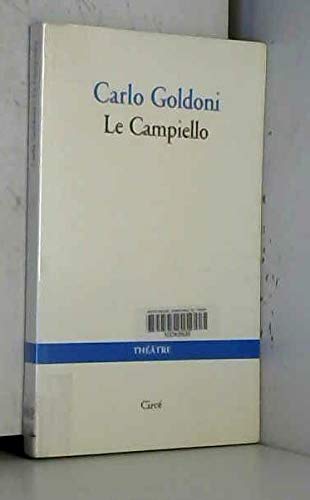 Carlo Goldoni
Le Campiello
THÉÂTRE
Circé